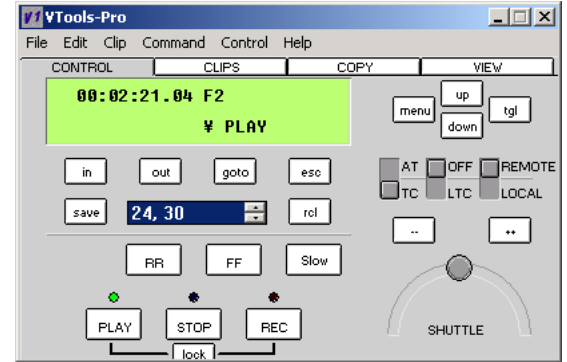 V1 VTools-Pro
File Edit Clip Command Control Help
CONTROL CLIPS COPY VIEW
00:02:21.04 F2
¥ PLAY
menu up tgl
down
in out goto esc
AT OFF REMOTE
TC LTC LOCAL
save 24, 30 rcl
-- ++
RR FF Slow
PLAY STOP REC
SHUTTLE
lock